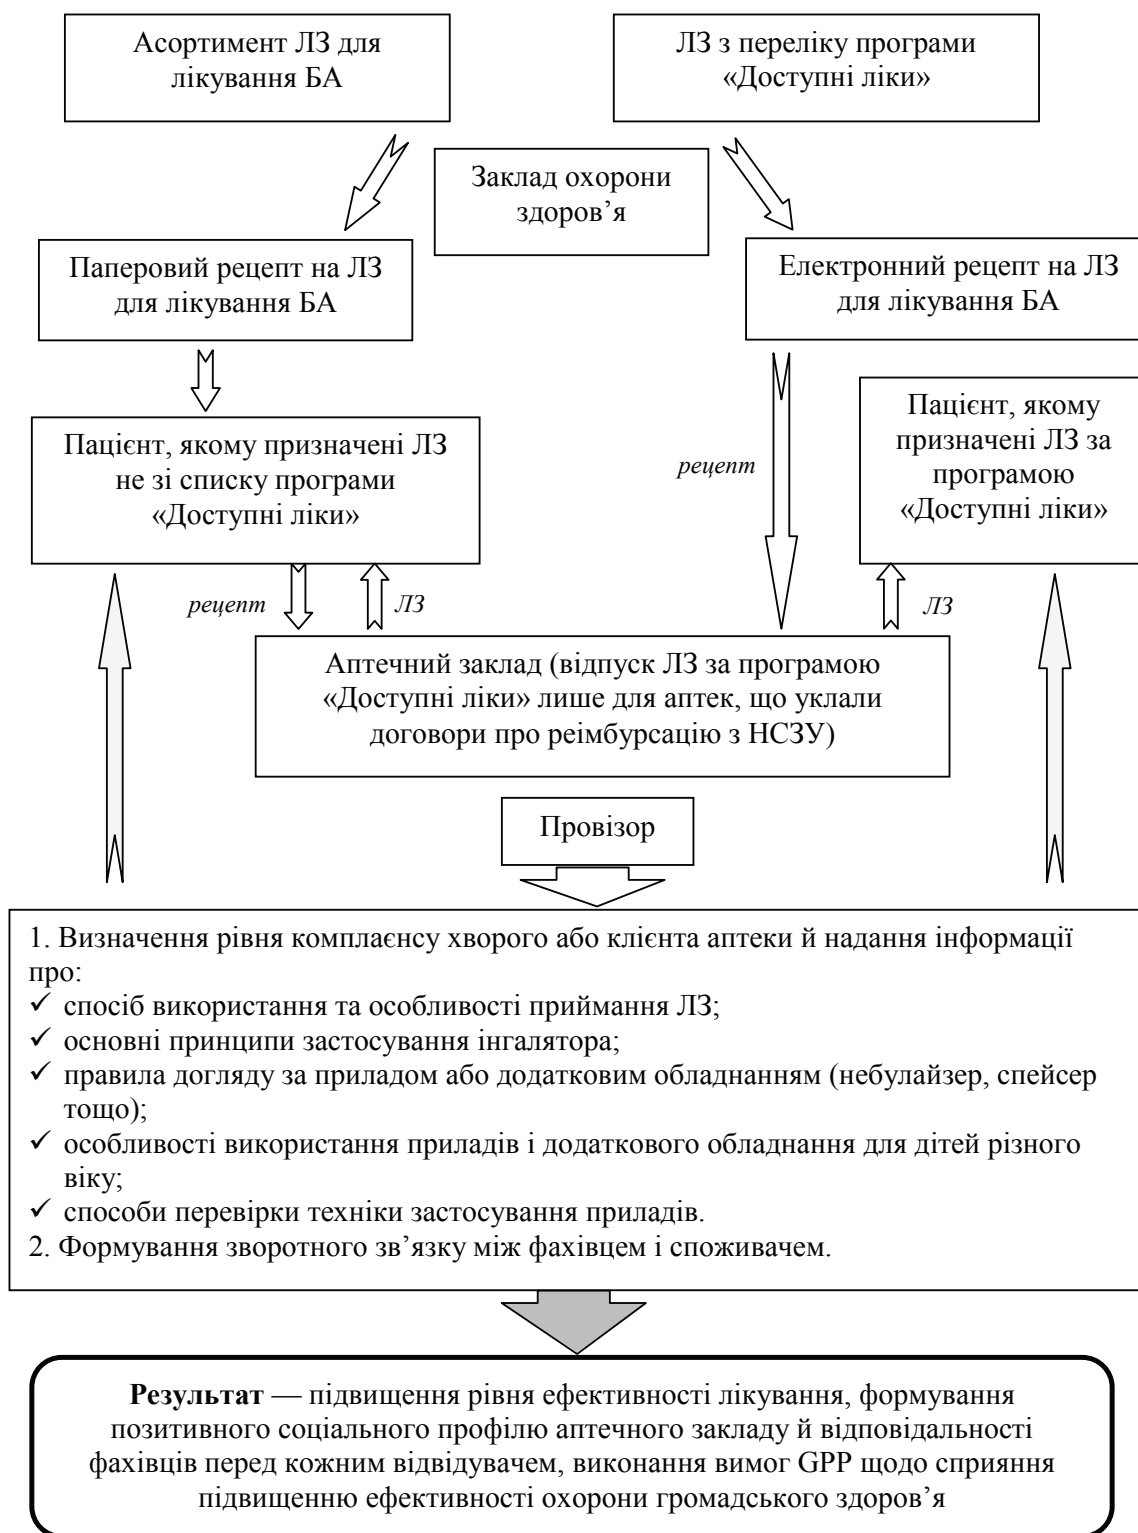 Асортимент ЛЗ для
лікування БА
ЛЗ з переліку програми
«Доступні ліки»
Заклад охорони
здоров’я
Паперовий рецепт на ЛЗ
для лікування БА
Електронний рецепт на ЛЗ
для лікування БА
Пацієнт, якому призначені ЛЗ
не зі списку програми
«Доступні ліки»
рецепт
Пацієнт, якому
призначені ЛЗ за
програмою
«Доступні ліки»
рецепт
ЛЗ
ЛЗ
Аптечний заклад (відпуск ЛЗ за програмою
«Доступні ліки» лише для аптек, що уклали
договори про реімбурсацію з НСЗУ)
Провізор
1. Визначення рівня комплаєнсу хворого або клієнта аптеки й надання інформації
про:
✓ спосіб використання та особливості приймання ЛЗ;
✓ основні принципи застосування інгалятора;
✓ правила догляду за приладом або додатковим обладнанням (небулайзер, спейсер
тощо);
✓ особливості використання приладів і додаткового обладнання для дітей різного
віку;
✓ способи перевірки техніки застосування приладів.
2. Формування зворотного зв’язку між фахівцем і споживачем.
Результат — підвищення рівня ефективності лікування, формування
позитивного соціального профілю аптечного закладу й відповідальності
фахівців перед кожним відвідувачем, виконання вимог GPP щодо сприяння
підвищенню ефективності охорони громадського здоров’я